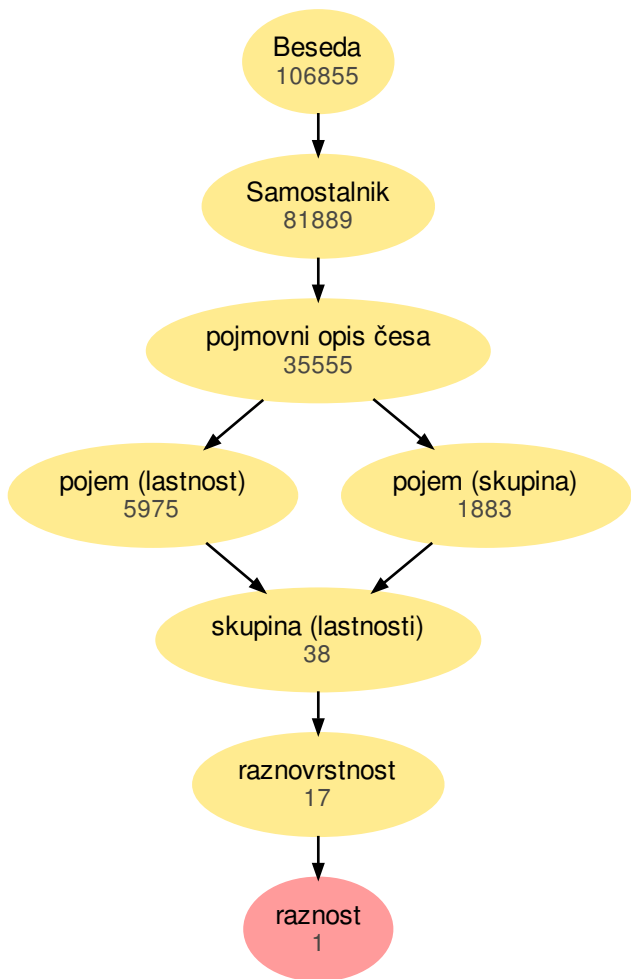 Beseda
106855
Samostalnik
81889
pojmovni opis česa
35555
pojem (lastnost)
5975
pojem (skupina)
1883
skupina (lastnosti)
38
raznovrstnost
17
raznost
1